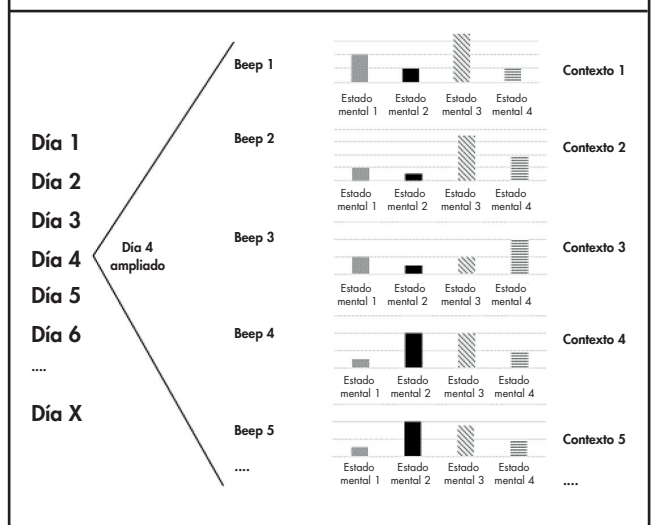 Día 1
Día 2
Día 3
Día 4
Día 5
Día 6
....
Día X
Día 4
ampliado
Beep 1
Estado Estado Estado Estado
mental 1 mental 2 mental 3 mental 4
Contexto 1
Beep 2
Estado Estado Estado Estado
mental 1 mental 2 mental 3 mental 4
Contexto 2
Beep 3
Estado Estado Estado Estado
mental 1 mental 2 mental 3 mental 4
Contexto 3
Beep 4
Estado Estado Estado Estado
mental 1 mental 2 mental 3 mental 4
Contexto 4
Beep 5
Estado Estado Estado Estado
mental 1 mental 2 mental 3 mental 4
Contexto 5
....
....